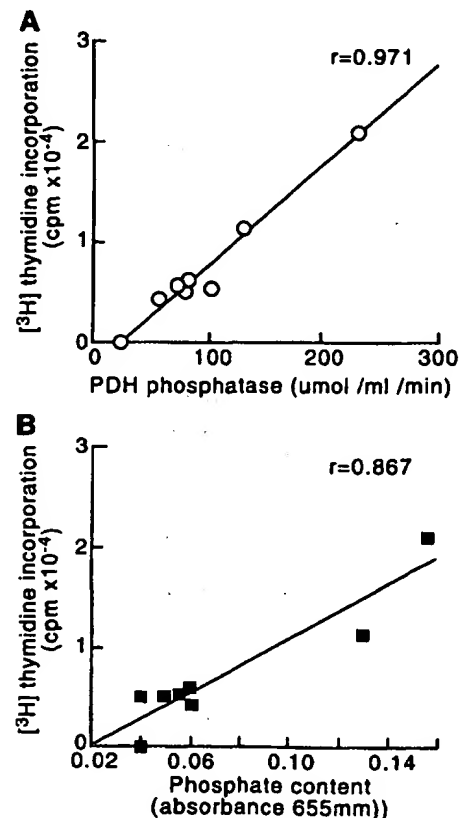 A
[³H] thymidine incorporation
(cpm x10⁻⁴)
r=0.971
3
2
1
0
0
100
200
300
PDH phosphatase (umol /ml /min)
B
[³H] thymidine incorporation
(cpm x10⁻⁴)
r=0.867
3
2
1
0
0.02
0.06
0.10
0.14
Phosphate content
(absorbance 655mm))